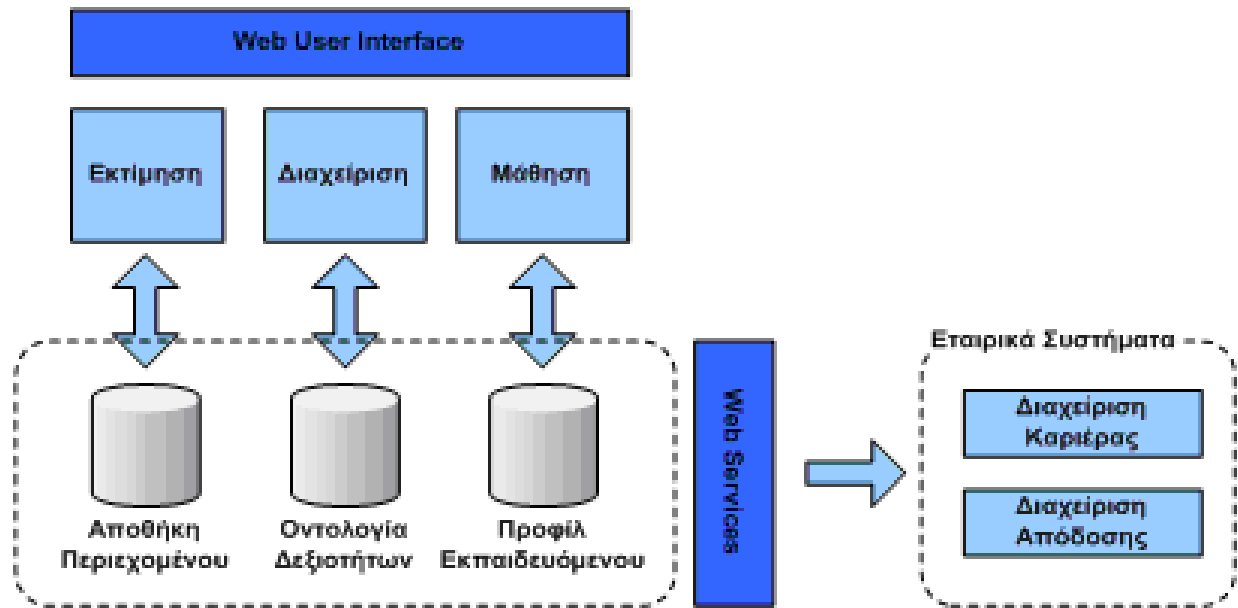 Web User Interface
Εκτίμηση
Διαχείριση
Μάθηση
Εταιρικά Συστήματα
Διαχείριση
Καριέρας
Διαχείριση
Απόδοσης
Web Services
Αποθήκη
Περιεχομένου
Οντολογία
Δεξιοτήτων
Προφίλ
Εκπαιδευόμενου